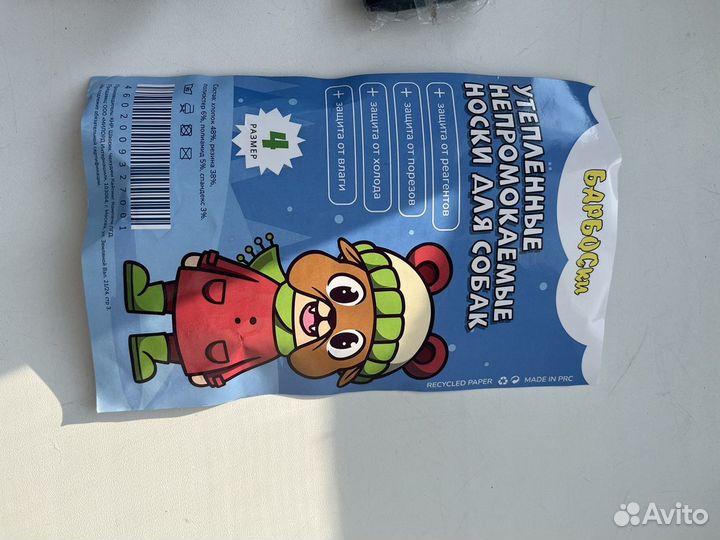 БАРБОСКИ
УТЕПЛЕННЫЕ
НЕПРОМОКАЕМЫЕ
НОСКИ ДЛЯ СОБАК
+ защита от реагентов
+ защита от порезов
+ защита от холода
+ защита от влаги
4
РАЗМЕР
Состав: хлопок 48%, резина 38%,
полиэстер 6%, полиамид 5%, спандекс 3%.
4602009327001
RECYCLED PAPER
MADE IN PRC
Avito